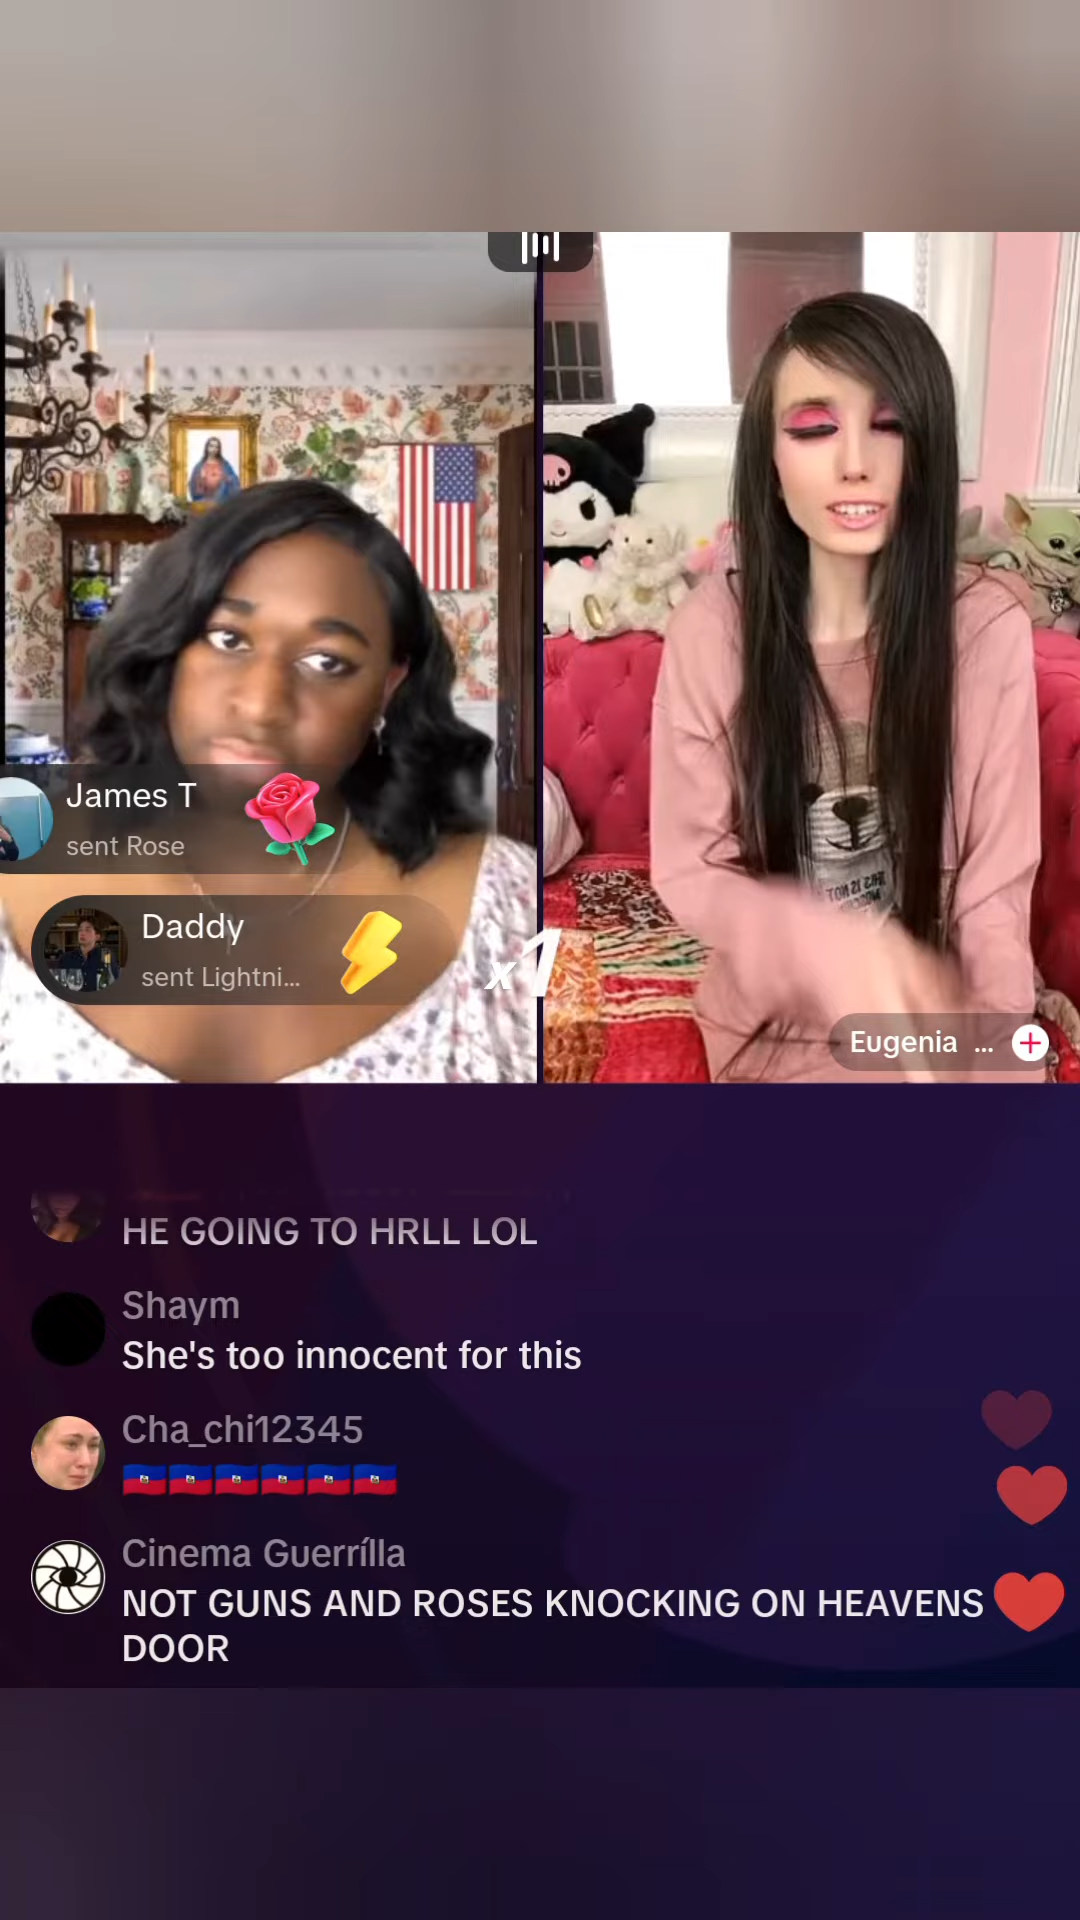 James T
sent Rose
Daddy
sent Lightni...
x1
Eugenia ...
HE GOING TO HRLL LOL
Shaym
She's too innocent for this
Cha_chi12345
🇭🇹🇭🇹🇭🇹🇭🇹🇭🇹🇭🇹
Cinema Guerrílla
NOT GUNS AND ROSES KNOCKING ON HEAVENS
DOOR